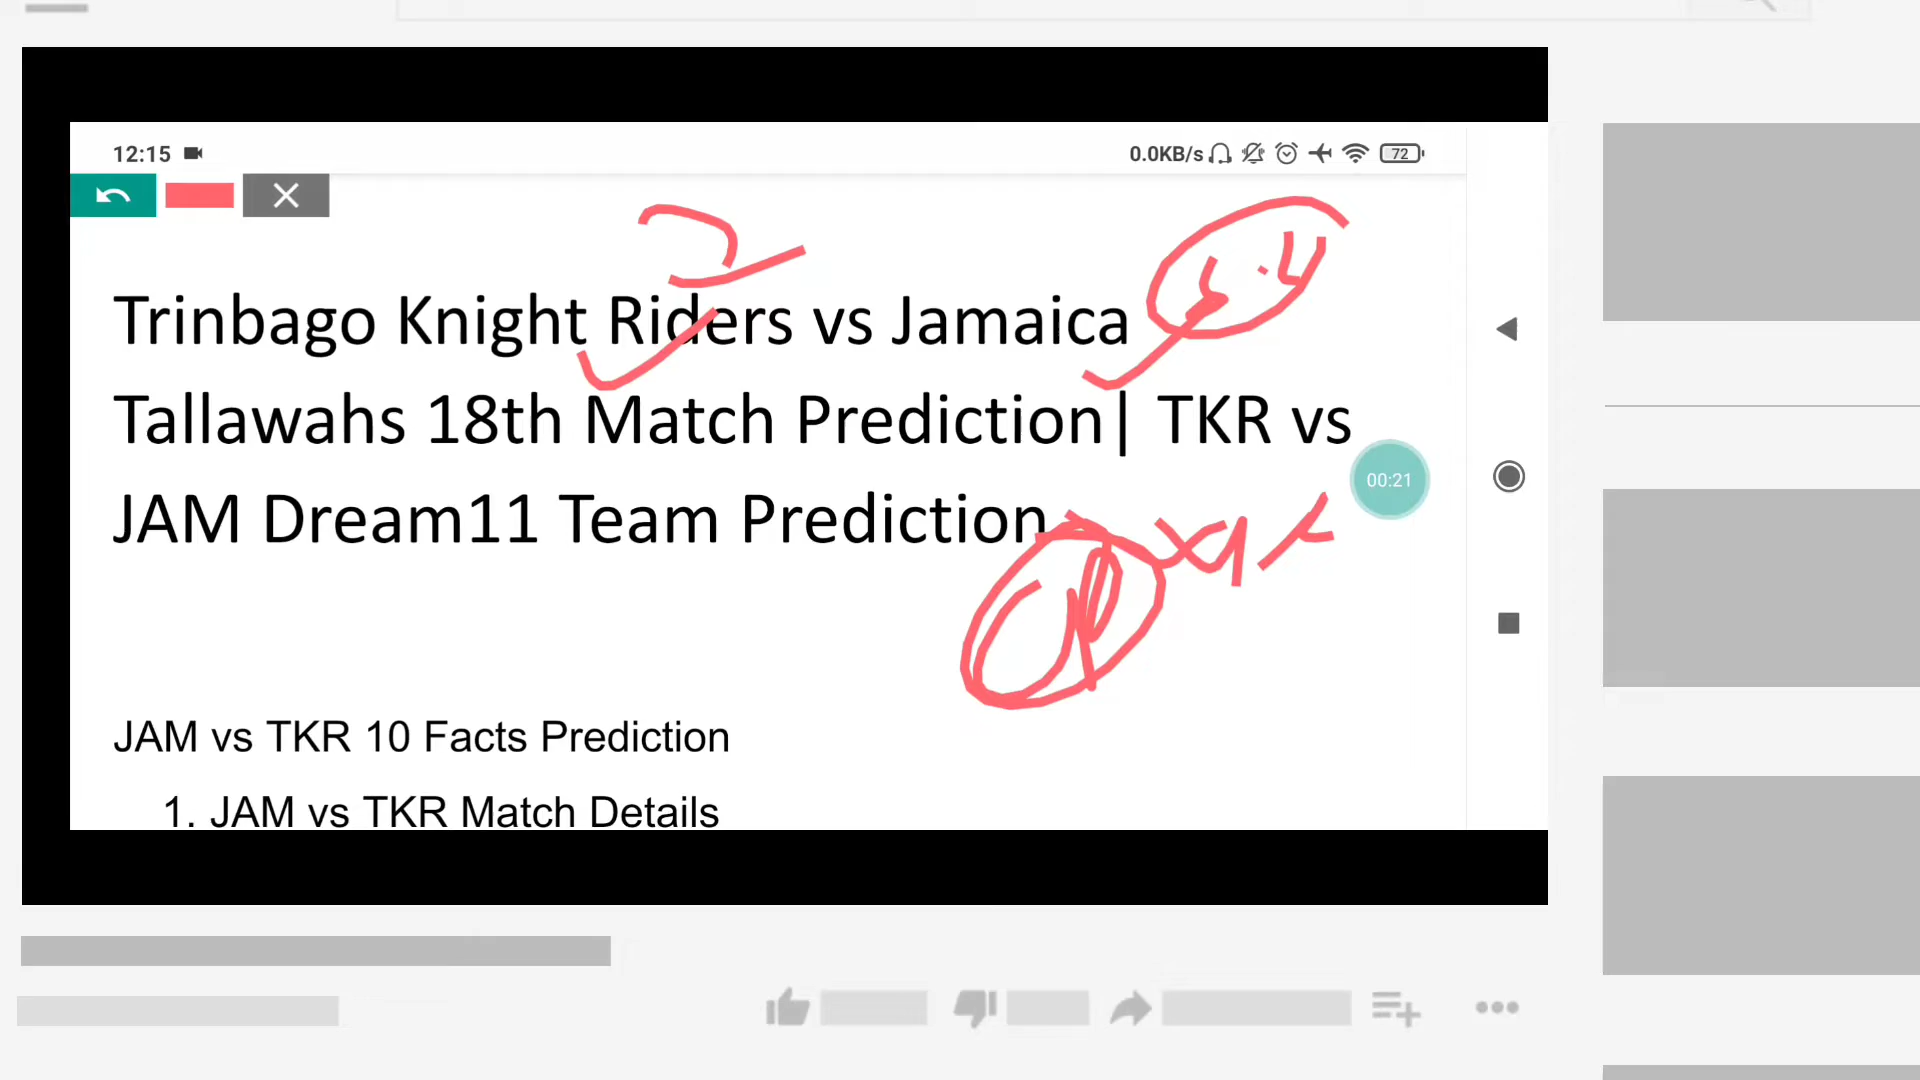 12:15 0.0KB/s 72
Trinbago Knight Riders vs Jamaica
Tallawahs 18th Match Prediction| TKR vs
00:21
JAM Dream11 Team Prediction
JAM vs TKR 10 Facts Prediction
1. JAM vs TKR Match Details